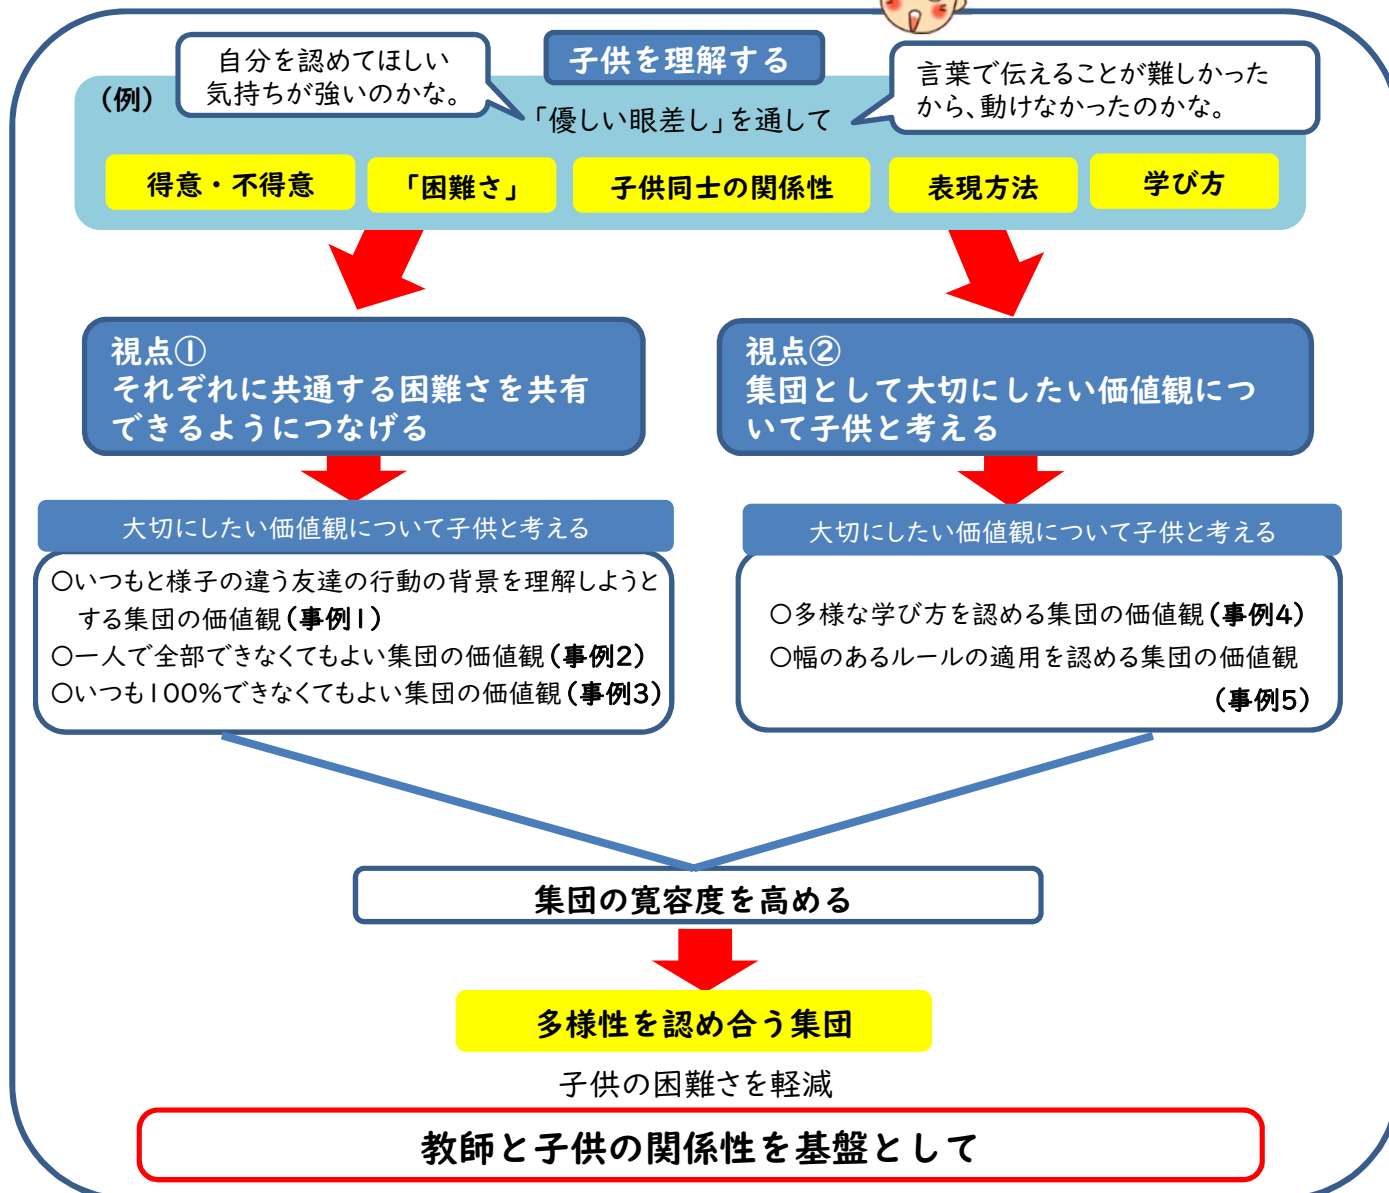 自分を認めてほしい
気持ちが強いのかな。
子供を理解する
言葉で伝えることが難しかった
から、動けなかったのかな。
(例)
「優しい眼差し」を通して
得意・不得意
「困難さ」
子供同士の関係性
表現方法
学び方
視点①
それぞれに共通する困難さを共有
できるようにつなげる
視点②
集団として大切にしたい価値観につ
いて子供と考える
大切にしたい価値観について子供と考える
〇いつもと様子の違う友達の行動の背景を理解しようと
する集団の価値観(事例1)
〇一人で全部できなくてもよい集団の価値観(事例2)
〇いつも100%できなくてもよい集団の価値観(事例3)
大切にしたい価値観について子供と考える
〇多様な学び方を認める集団の価値観(事例4)
〇幅のあるルールの適用を認める集団の価値観
(事例5)
集団の寛容度を高める
多様性を認め合う集団
子供の困難さを軽減
教師と子供の関係性を基盤として